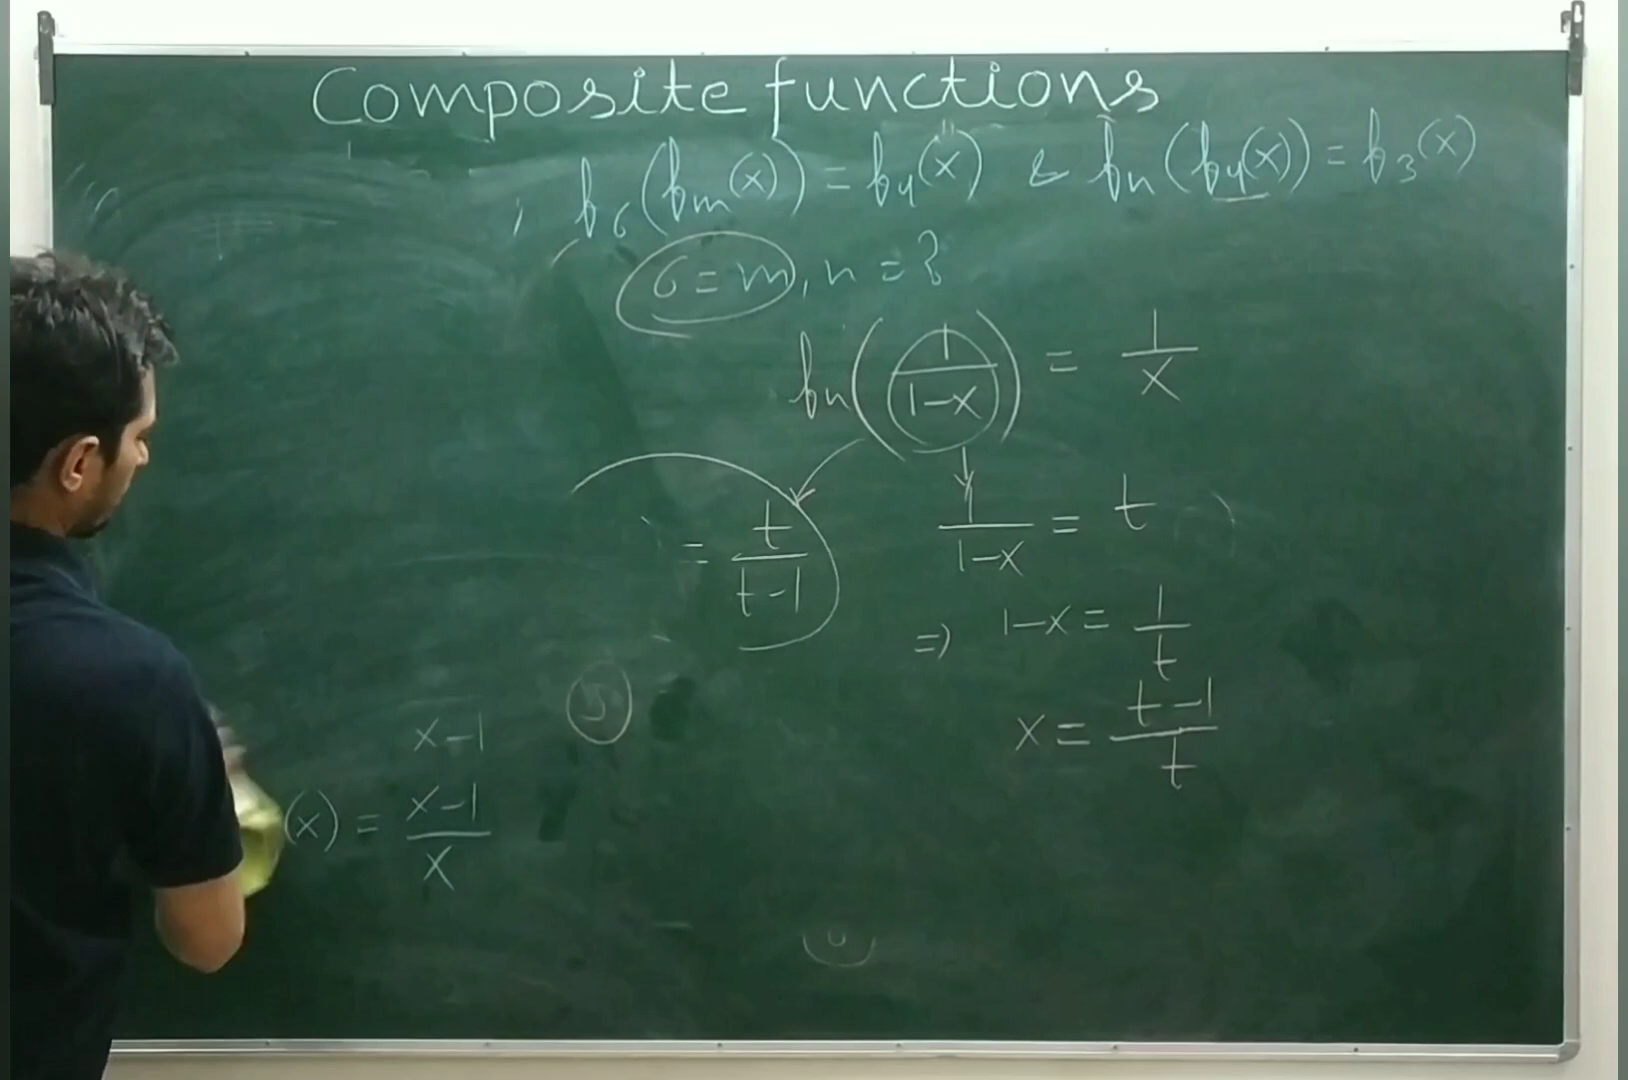 Composite functions
, f₆(fₘ(x)) = f₄(x) & fₙ(f₄(x)) = f₃(x)
6 = m, n = ?
fₙ(1/(1-x)) = 1/x
= t/(t-1)
1/(1-x) = t
=> 1-x = 1/t
x = (t-1)/t
x-1
(x) = (x-1)/x